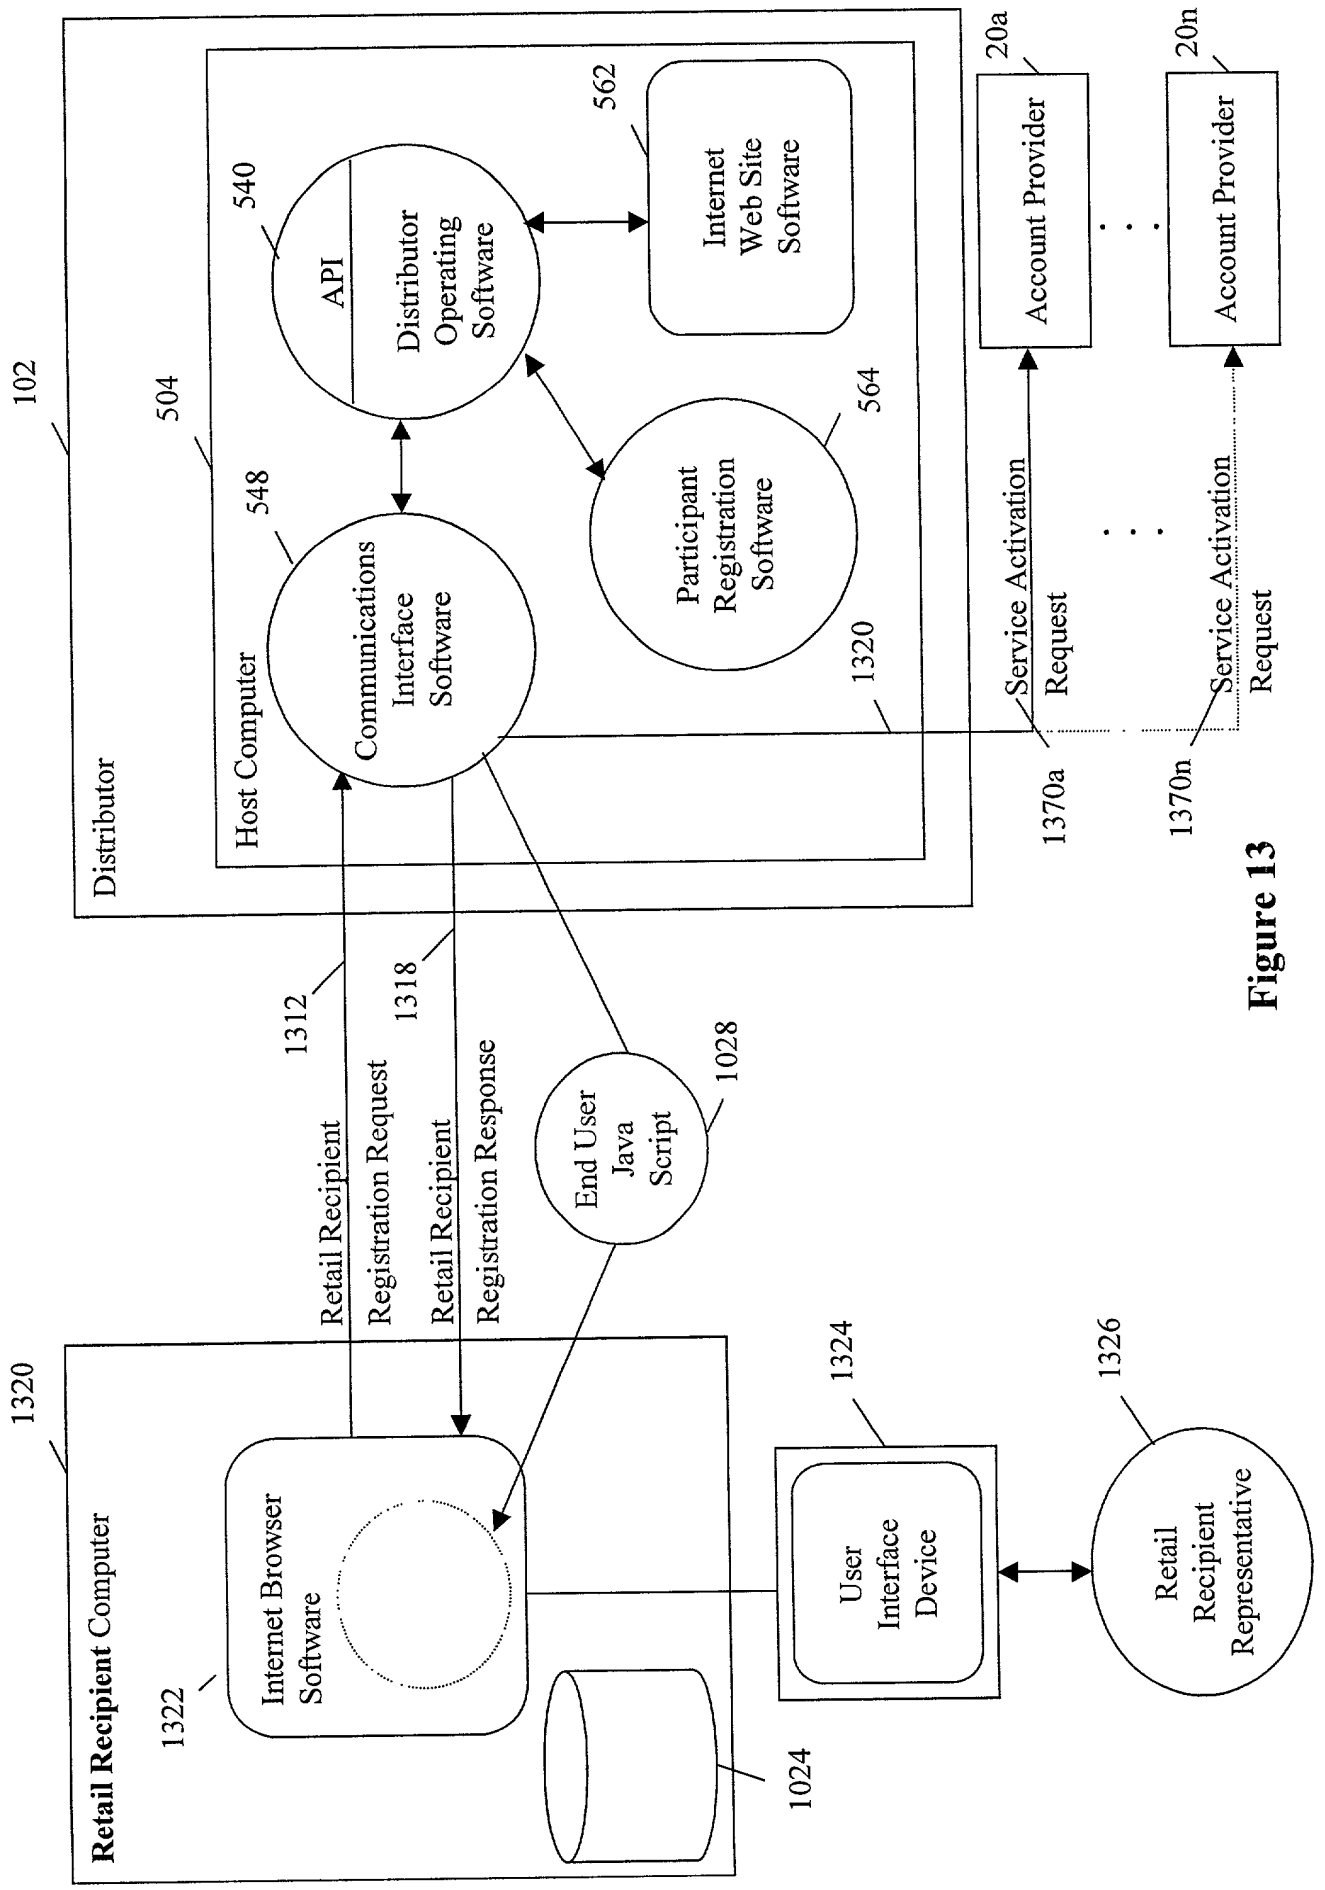 1320
Retail Recipient Computer
1322
Internet Browser
Software
1024
User
Interface
Device
1324
Retail
Recipient
Representative
1326
Retail Recipient
Registration Request
1312
Retail Recipient
Registration Response
1318
End User
Java
Script
1028
102
Distributor
504
Host Computer
548
Communications
Interface
Software
540
API
Distributor
Operating
Software
562
Internet
Web Site
Software
564
Participant
Registration
Software
1320
Service Activation
Request
1370a
Account Provider
20a
. . .
. . .
Service Activation
Request
1370n
Account Provider
20n
Figure 13